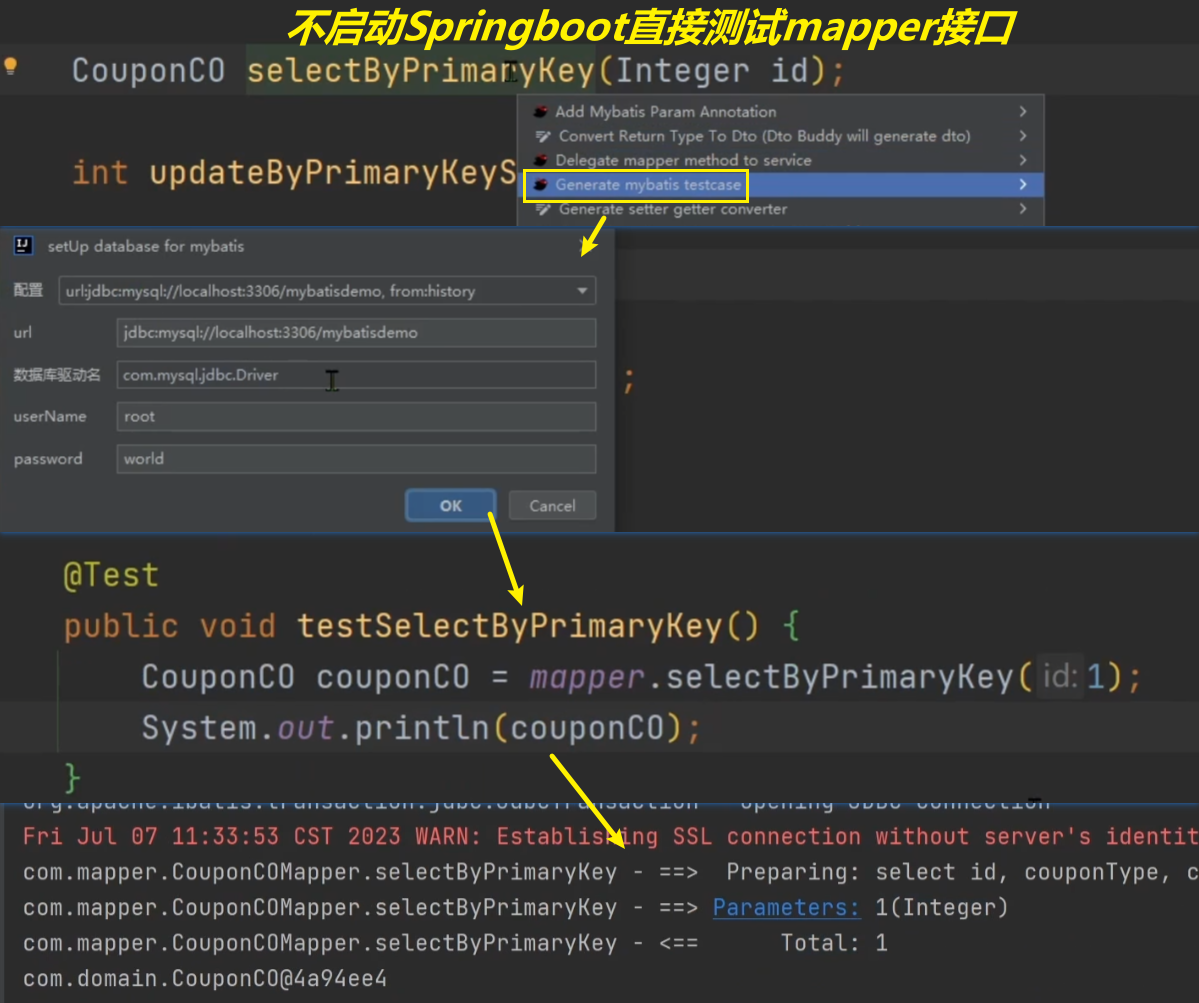 不启动Springboot直接测试mapper接口
CouponCO selectByPrimaryKey(Integer id);
Add Mybatis Param Annotation
Convert Return Type To Dto (Dto Buddy will generate dto)
int updateByPrimaryKeyS
Delegate mapper method to service
Generate mybatis testcase
Generate setter getter converter
setUp database for mybatis
配置 url:jdbc:mysql://localhost:3306/mybatisdemo, from:history
url jdbc:mysql://localhost:3306/mybatisdemo
数据库驱动名 com.mysql.jdbc.Driver
;
userName root
password world
OK Cancel
@Test
public void testSelectByPrimaryKey() {
CouponCO couponCO = mapper.selectByPrimaryKey( id: 1);
System.out.println(couponCO);
}
Fri Jul 07 11:33:53 CST 2023 WARN: Establishing SSL connection without server's identit
com.mapper.CouponCOMapper.selectByPrimaryKey - ==>  Preparing: select id, couponType, c
com.mapper.CouponCOMapper.selectByPrimaryKey - ==> Parameters: 1(Integer)
com.mapper.CouponCOMapper.selectByPrimaryKey - <==      Total: 1
com.domain.CouponCO@4a94ee4